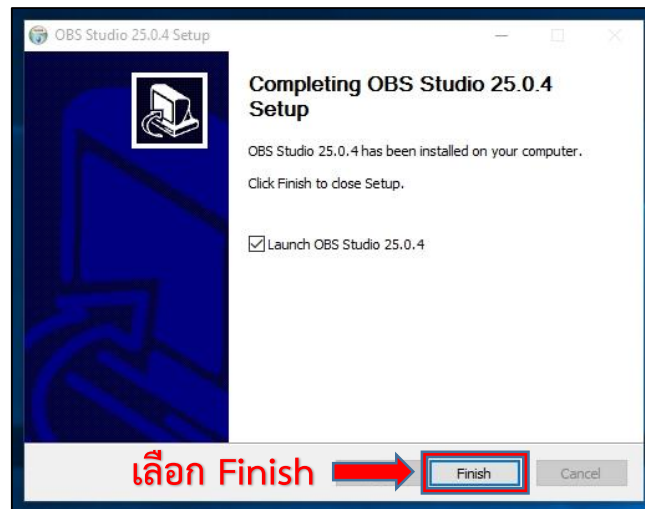 OBS Studio 25.0.4 Setup
Completing OBS Studio 25.0.4
Setup
OBS Studio 25.0.4 has been installed on your computer.
Click Finish to close Setup.
Launch OBS Studio 25.0.4
เลือก Finish
Finish
Cancel